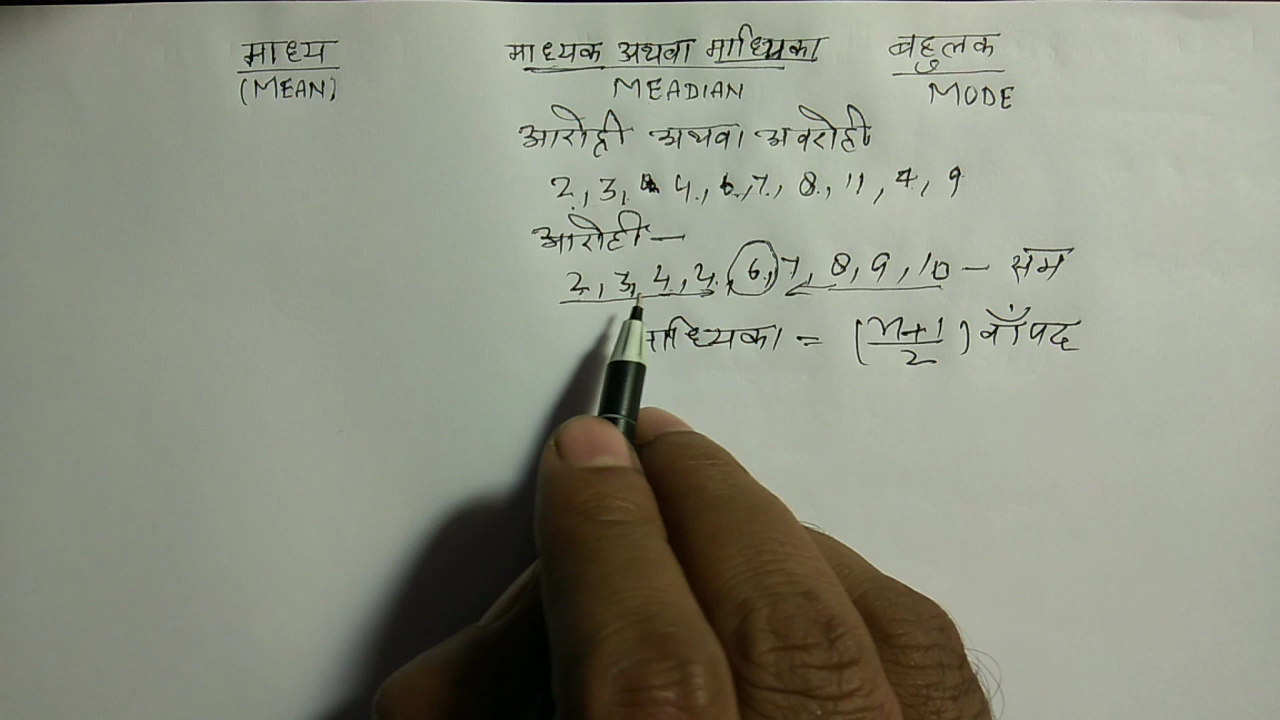 माध्य
(MEAN)
माध्यक अथवा माध्यिका
MEADIAN
बहुलक
MODE
आरोही अथवा अवरोही
2, 3, 4, 6, 7, 8, 11, 4, 9
आरोही —
2, 3, 4, 4, 6, 7, 8, 9, 10 — सम
माध्यिका = (n+1/2) वाँ पद